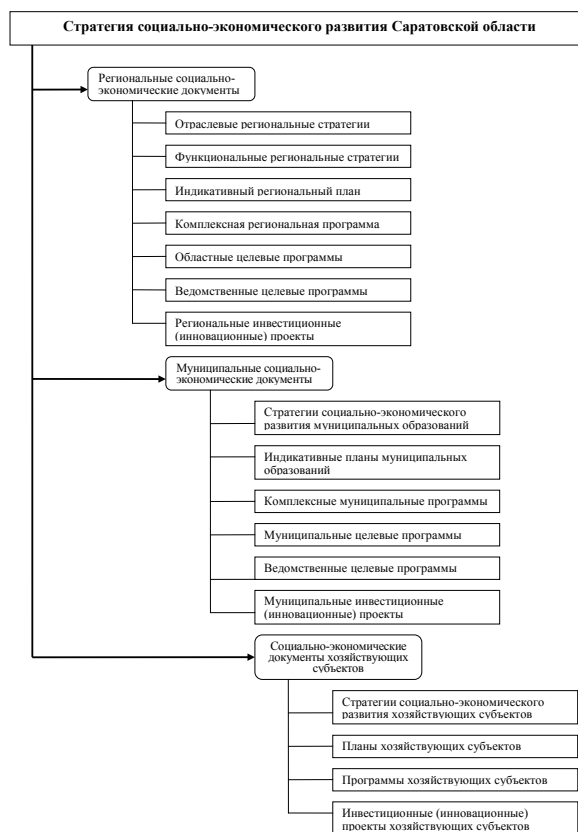 Стратегия социально-экономического развития Саратовской области
Региональные социально-
экономические документы
Отраслевые региональные стратегии
Функциональные региональные стратегии
Индикативный региональный план
Комплексная региональная программа
Областные целевые программы
Ведомственные целевые программы
Региональные инвестиционные
(инновационные) проекты
Муниципальные социально-
экономические документы
Стратегии социально-экономического
развития муниципальных образований
Индикативные планы муниципальных
образований
Комплексные муниципальные программы
Муниципальные целевые программы
Ведомственные целевые программы
Муниципальные инвестиционные
(инновационные) проекты
Социально-экономические
документы хозяйствующих
субъектов
Стратегии социально-экономического
развития хозяйствующих субъектов
Планы хозяйствующих субъектов
Программы хозяйствующих субъектов
Инвестиционные (инновационные)
проекты хозяйствующих субъектов